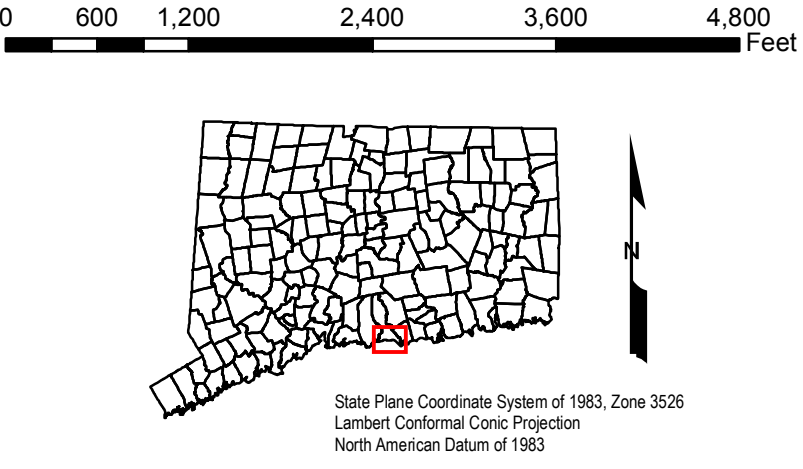 0 600 1,200 2,400 3,600 4,800
Feet
N
State Plane Coordinate System of 1983, Zone 3526
Lambert Conformal Conic Projection
North American Datum of 1983